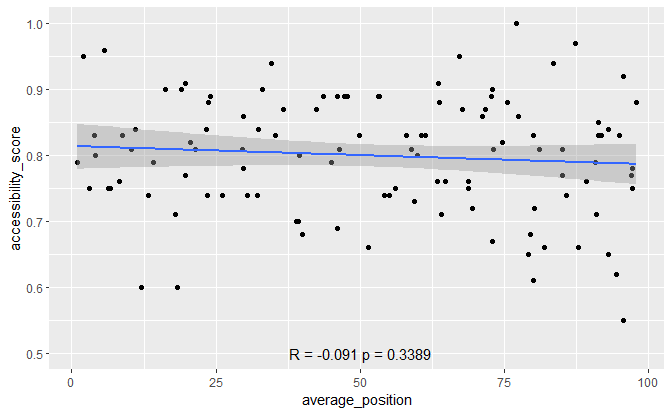 1.0
0.9
0.8
0.7
0.6
0.5
accessibility_score
R = -0.091 p = 0.3389
0 25 50 75 100
average_position